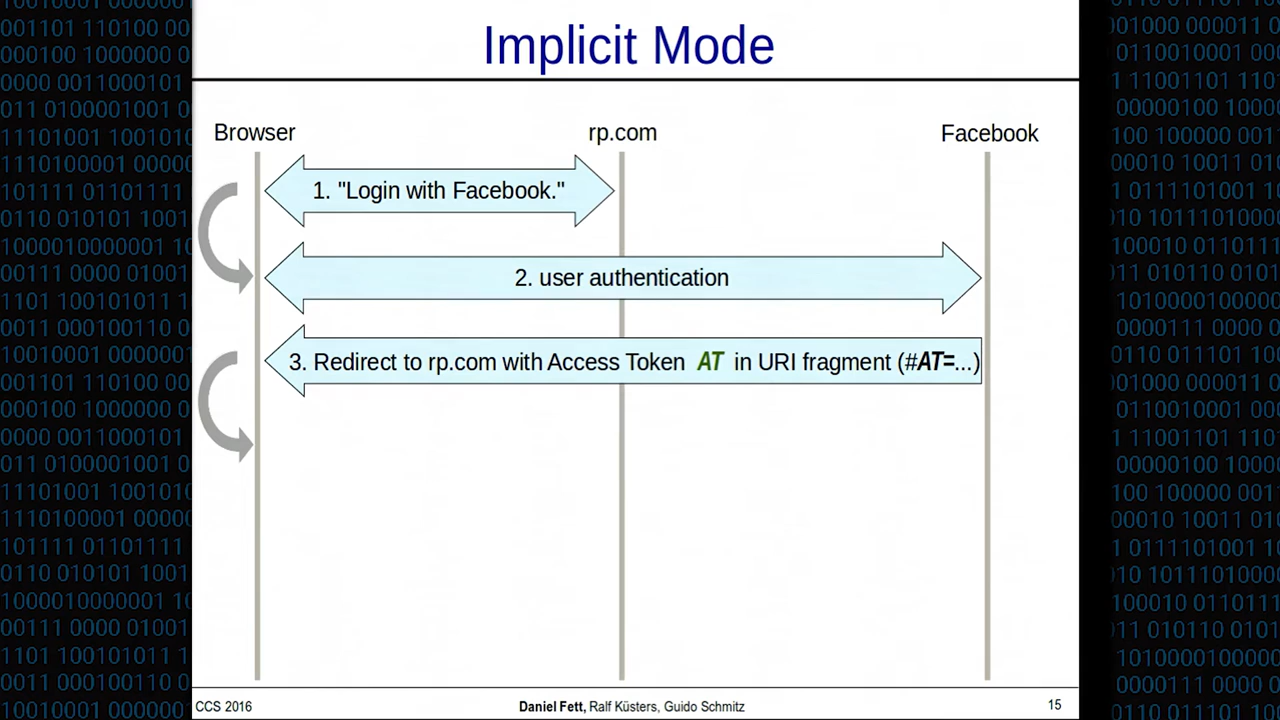 Implicit Mode
Browser
rp.com
Facebook
1. "Login with Facebook."
2. user authentication
3. Redirect to rp.com with Access Token AT in URI fragment (#AT=...)
CCS 2016
Daniel Fett, Ralf Küsters, Guido Schmitz
15